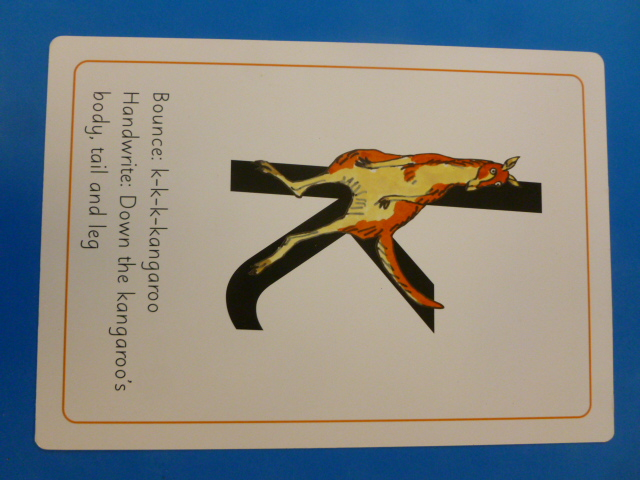 k
Bounce: k-k-k-kangaroo
Handwrite: Down the kangaroo's
body, tail and leg